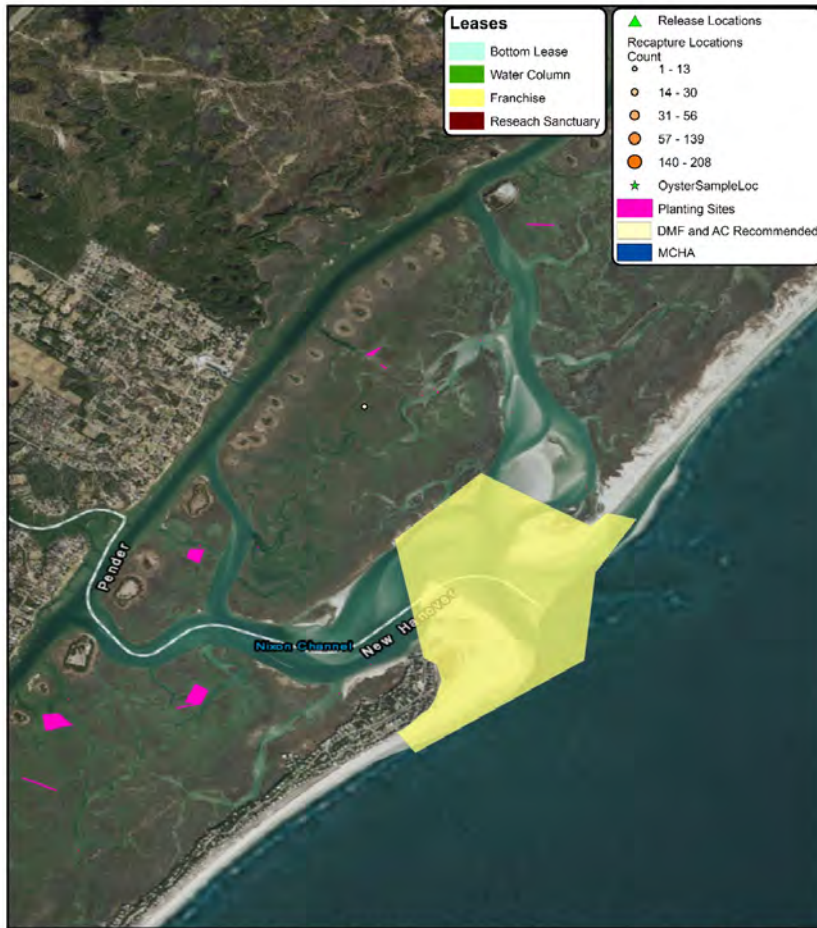 Leases
Bottom Lease
Water Column
Franchise
Reseach Sanctuary
Release Locations
Recapture Locations
Count
1 - 13
14 - 30
31 - 56
57 - 139
140 - 208
OysterSampleLoc
Planting Sites
DMF and AC Recommended
MCHA
Pender
Nixon Channel
New Hanover